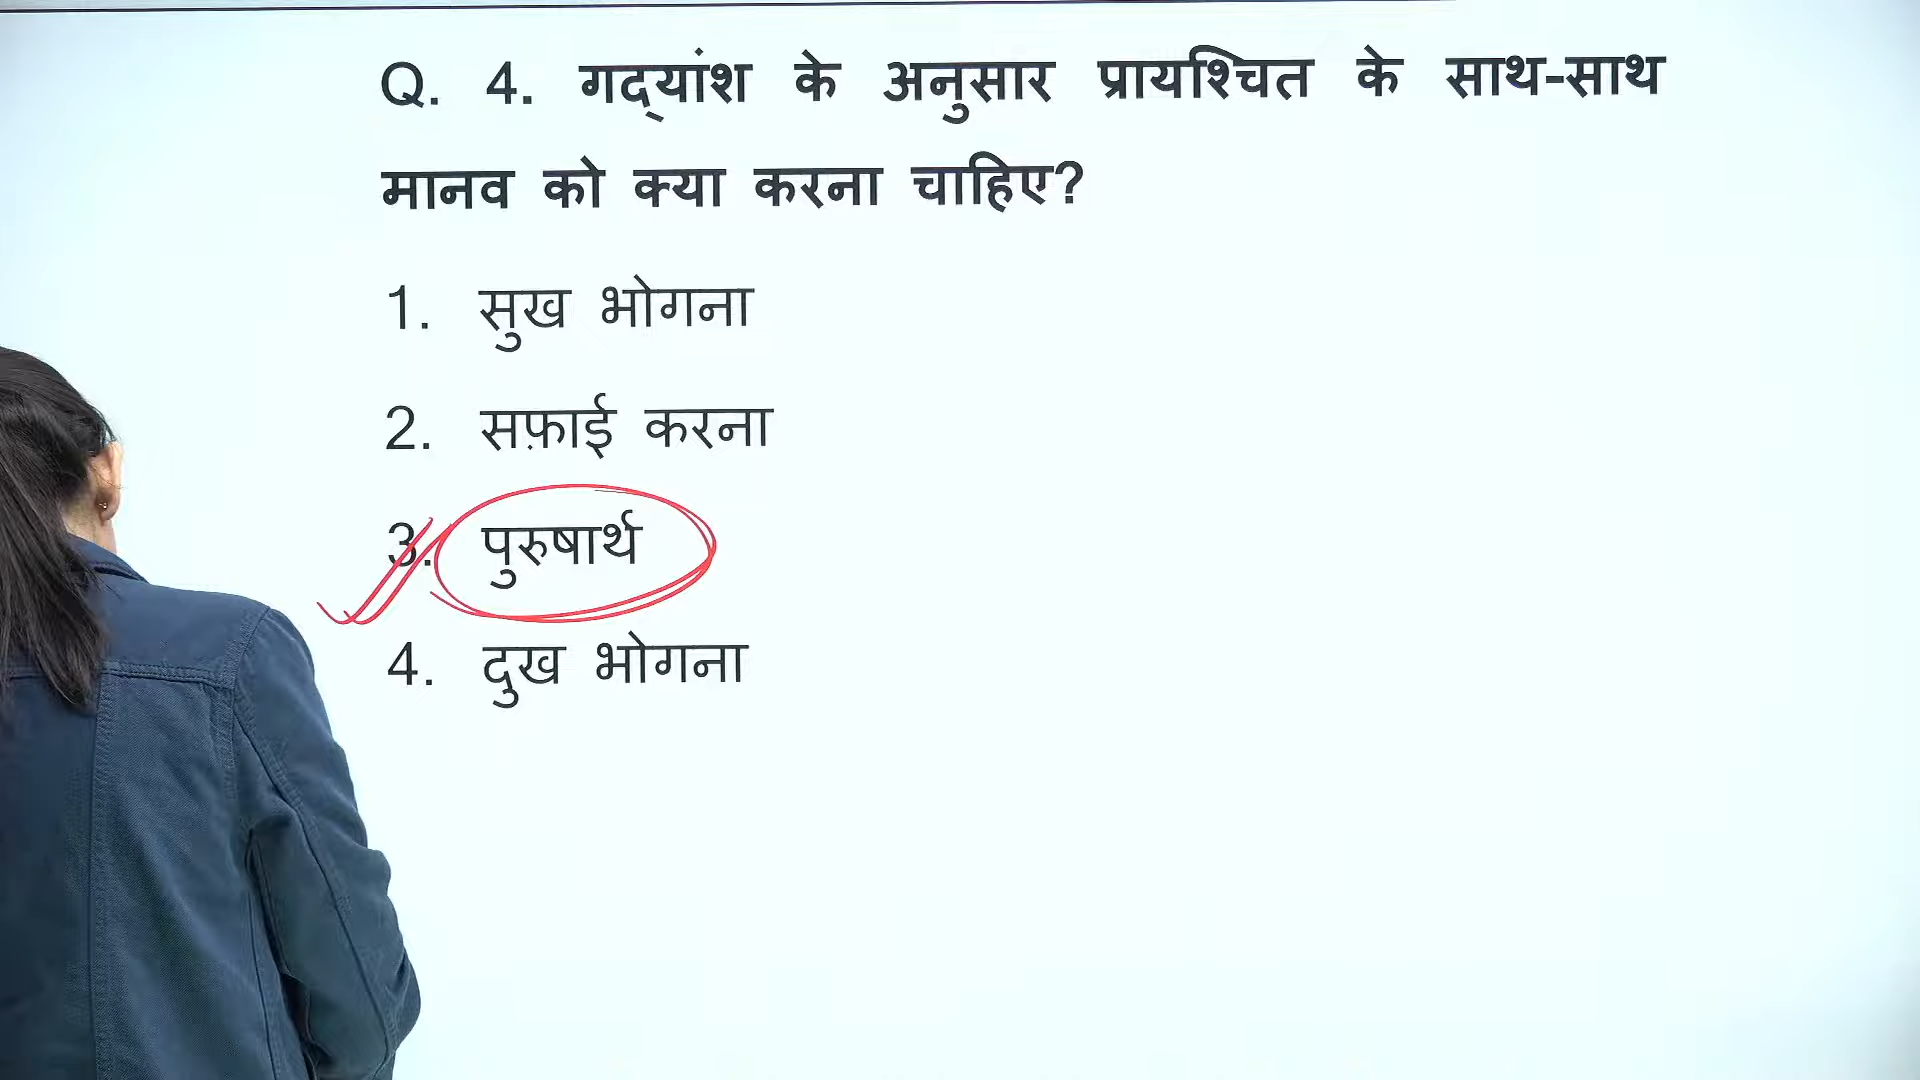 Q. 4. गद्यांश के अनुसार प्रायश्चित के साथ-साथ
मानव को क्या करना चाहिए?
1. सुख भोगना
2. सफ़ाई करना
3. पुरुषार्थ
4. दुख भोगना